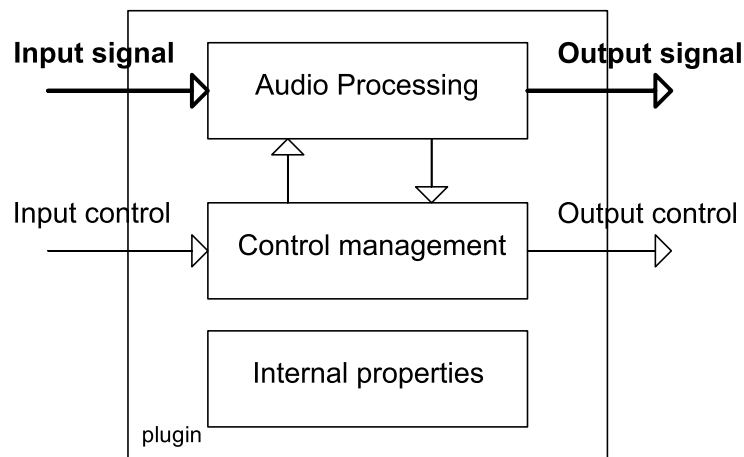 Input signal
Output signal
Audio Processing
Input control
Output control
Control management
Internal properties
plugin